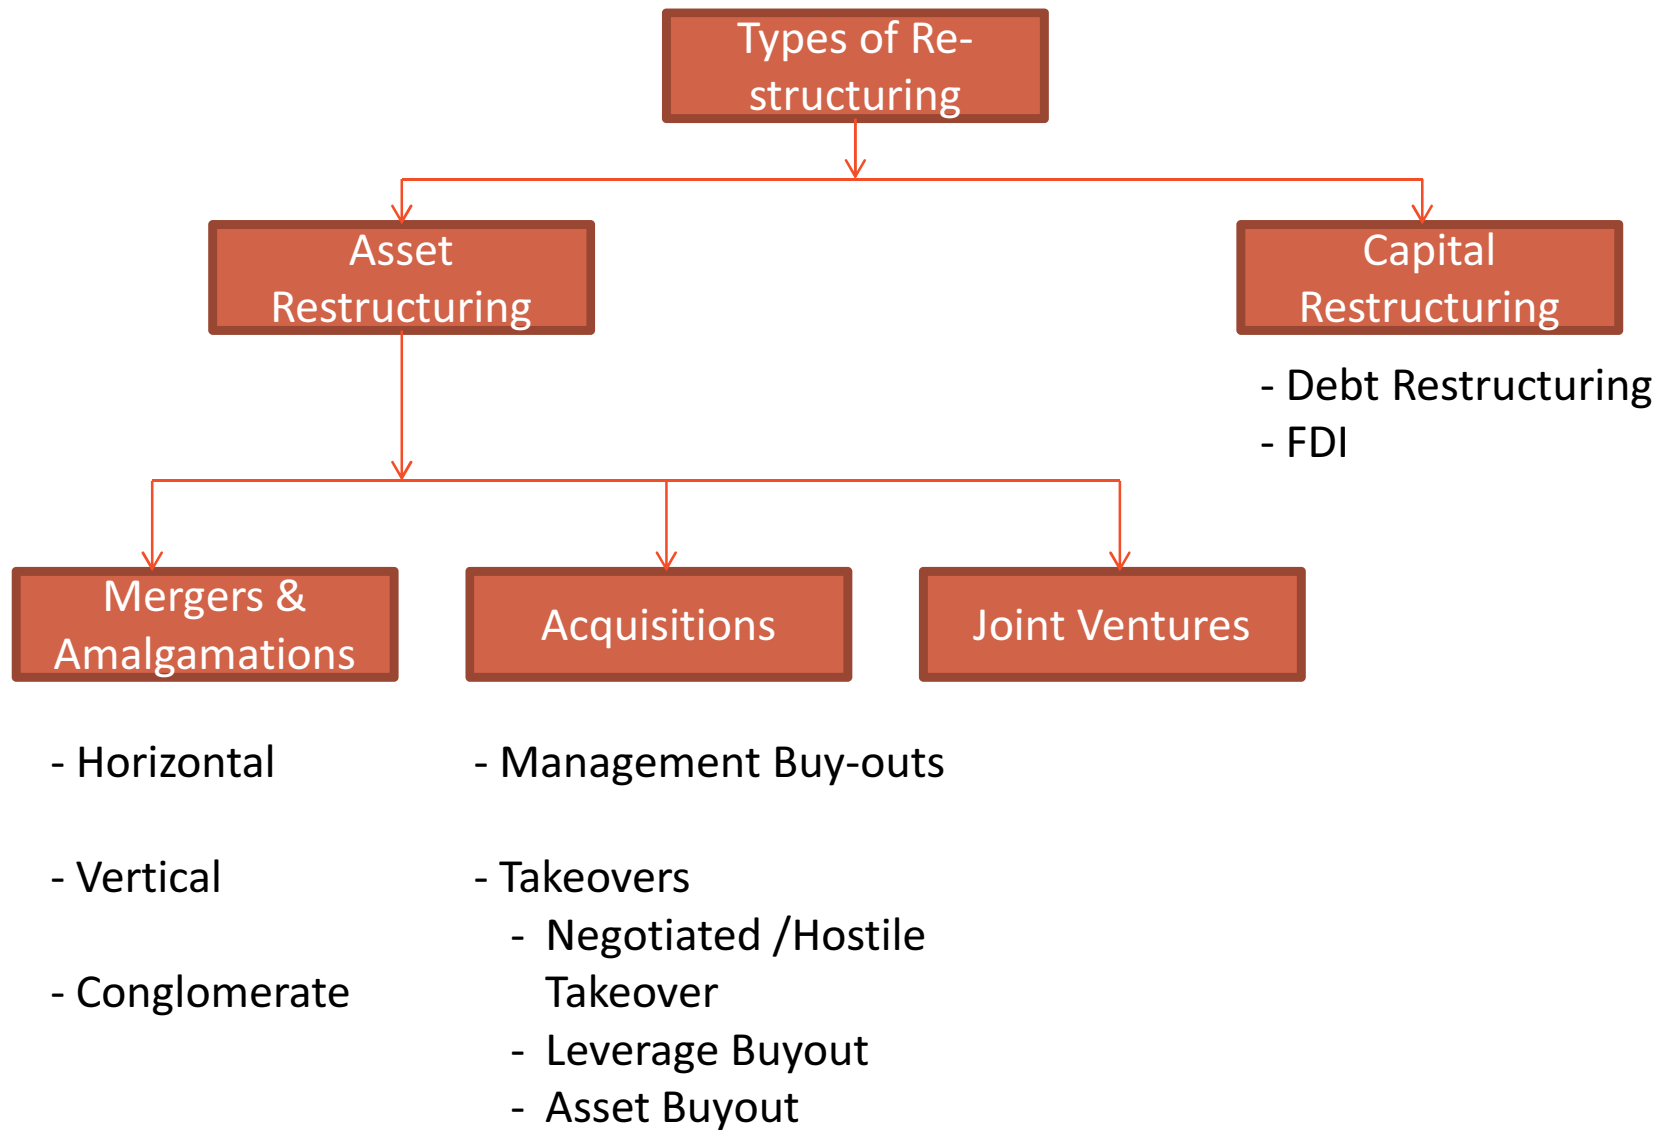 Types of Re-
structuring
Asset
Restructuring
Capital
Restructuring
- Debt Restructuring
- FDI
Mergers &
Amalgamations
Acquisitions
Joint Ventures
- Horizontal
- Vertical
- Conglomerate
- Management Buy-outs
- Takeovers
- Negotiated /Hostile
Takeover
- Leverage Buyout
- Asset Buyout